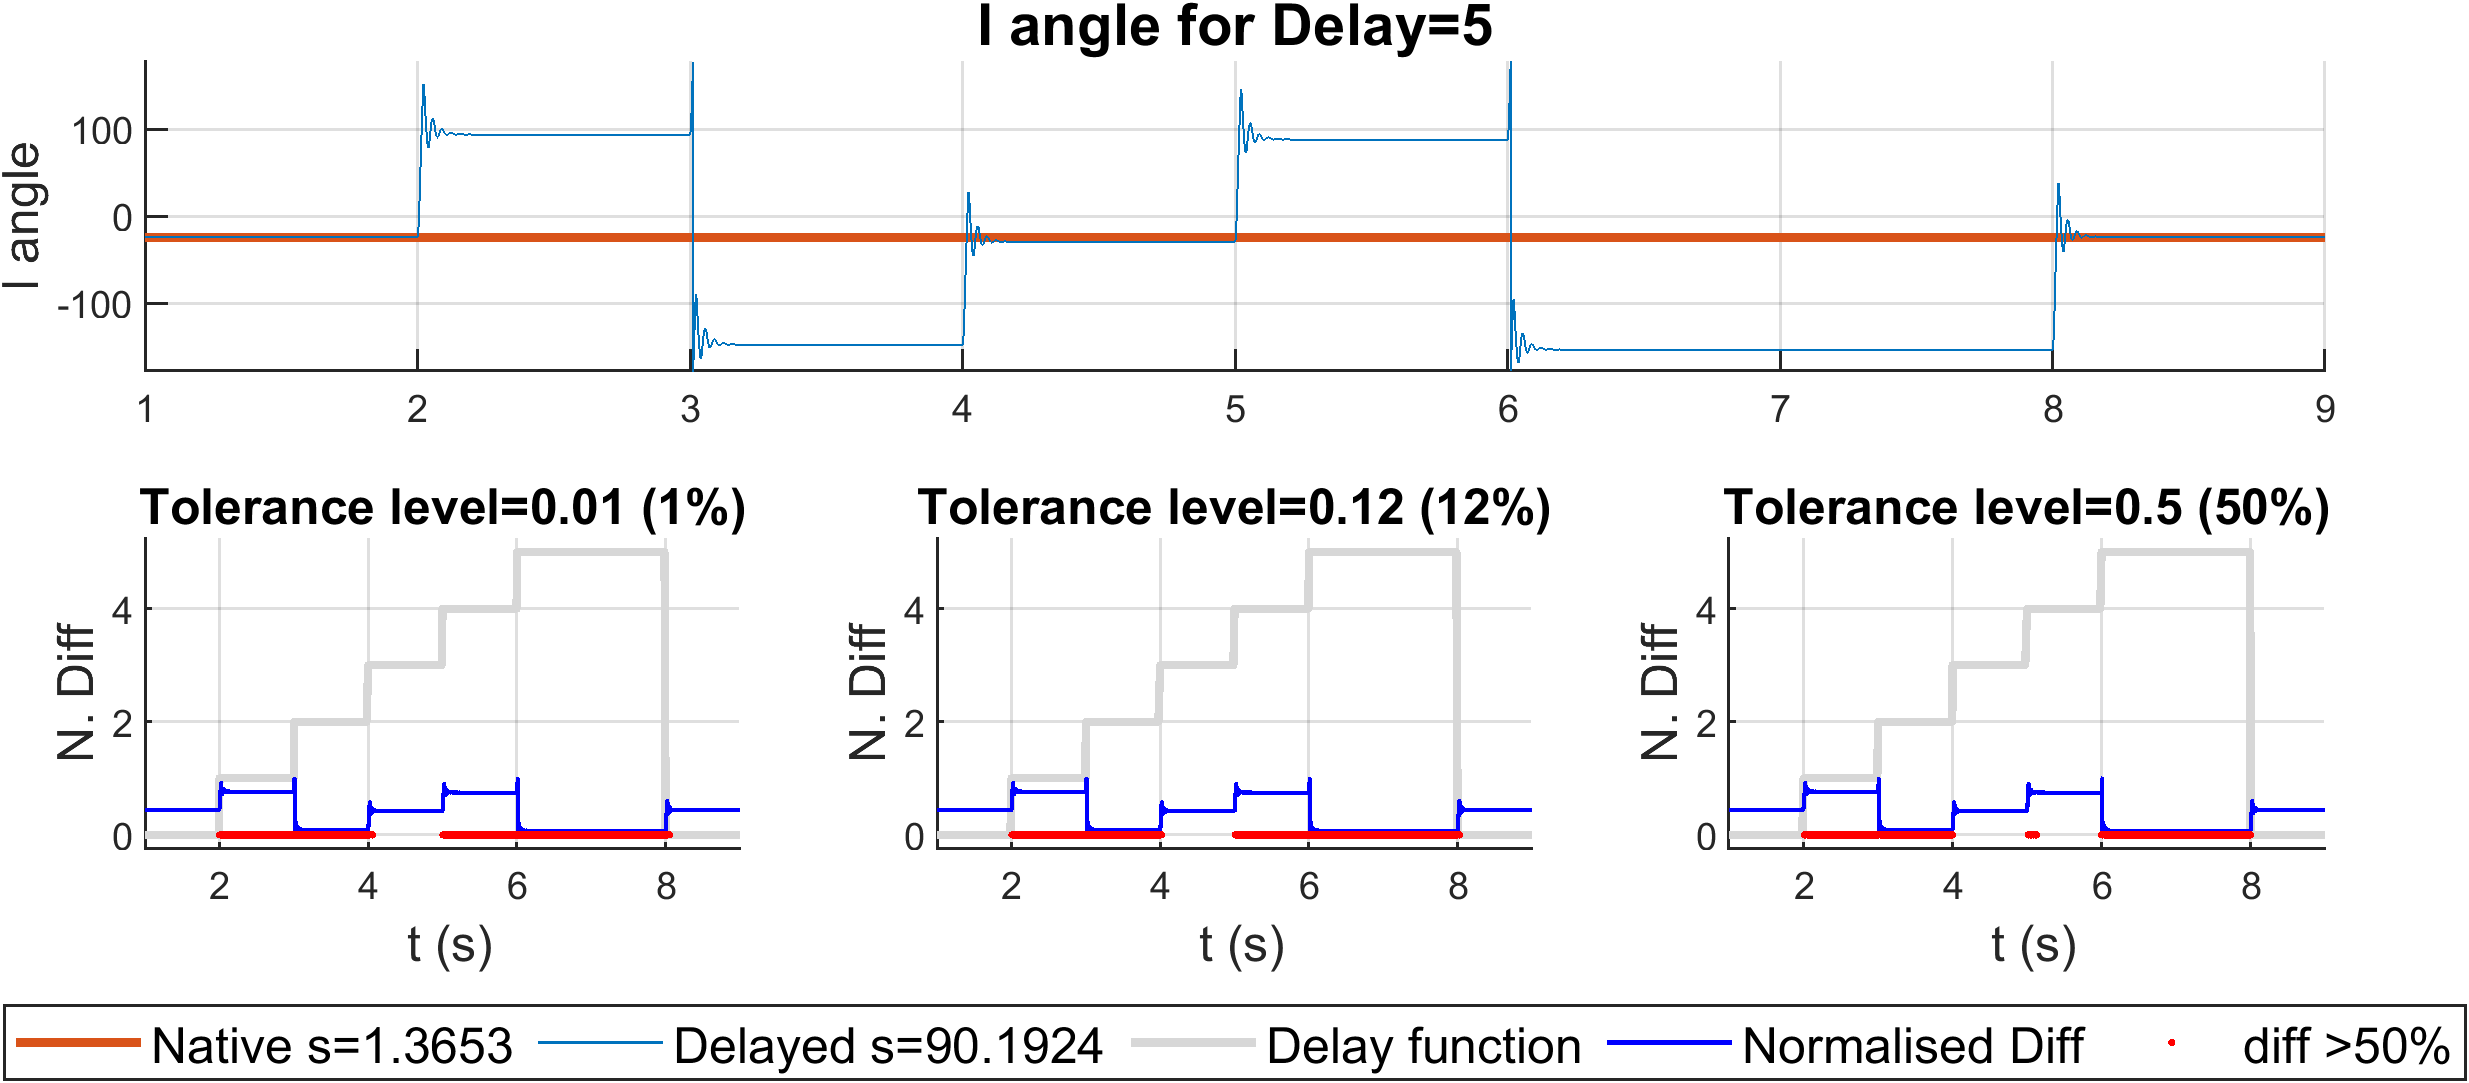 I angle for Delay=5
I angle
100
0
-100
1 2 3 4 5 6 7 8 9
Tolerance level=0.01 (1%)
N. Diff
4
2
0
2 4 6 8
t (s)
Tolerance level=0.12 (12%)
N. Diff
4
2
0
2 4 6 8
t (s)
Tolerance level=0.5 (50%)
N. Diff
4
2
0
2 4 6 8
t (s)
Native s=1.3653 Delayed s=90.1924 Delay function Normalised Diff diff >50%